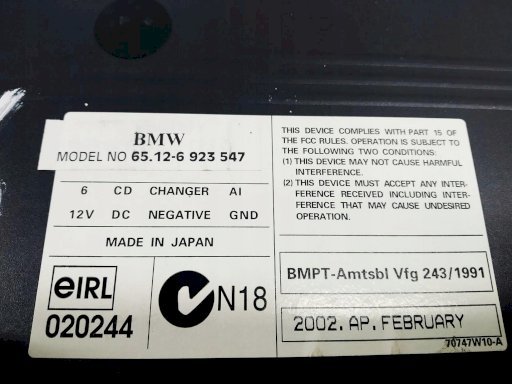 BMW
MODEL NO 65.12-6 923 547
6 CD CHANGER AI
12V DC NEGATIVE GND
MADE IN JAPAN
eIRL
020244
N18
THIS DEVICE COMPLIES WITH PART 15 OF
THE FCC RULES. OPERATION IS SUBJECT TO
THE FOLLOWING TWO CONDITIONS:
(1) THIS DEVICE MAY NOT CAUSE HARMFUL
INTERFERENCE.
(2) THIS DEVICE MUST ACCEPT ANY INTER-
FERENCE RECEIVED INCLUDING INTER-
FERENCE THAT MAY CAUSE UNDESIRED
OPERATION.
BMPT-Amtsbl Vfg 243/1991
2002. AP. FEBRUARY
70747W10-A